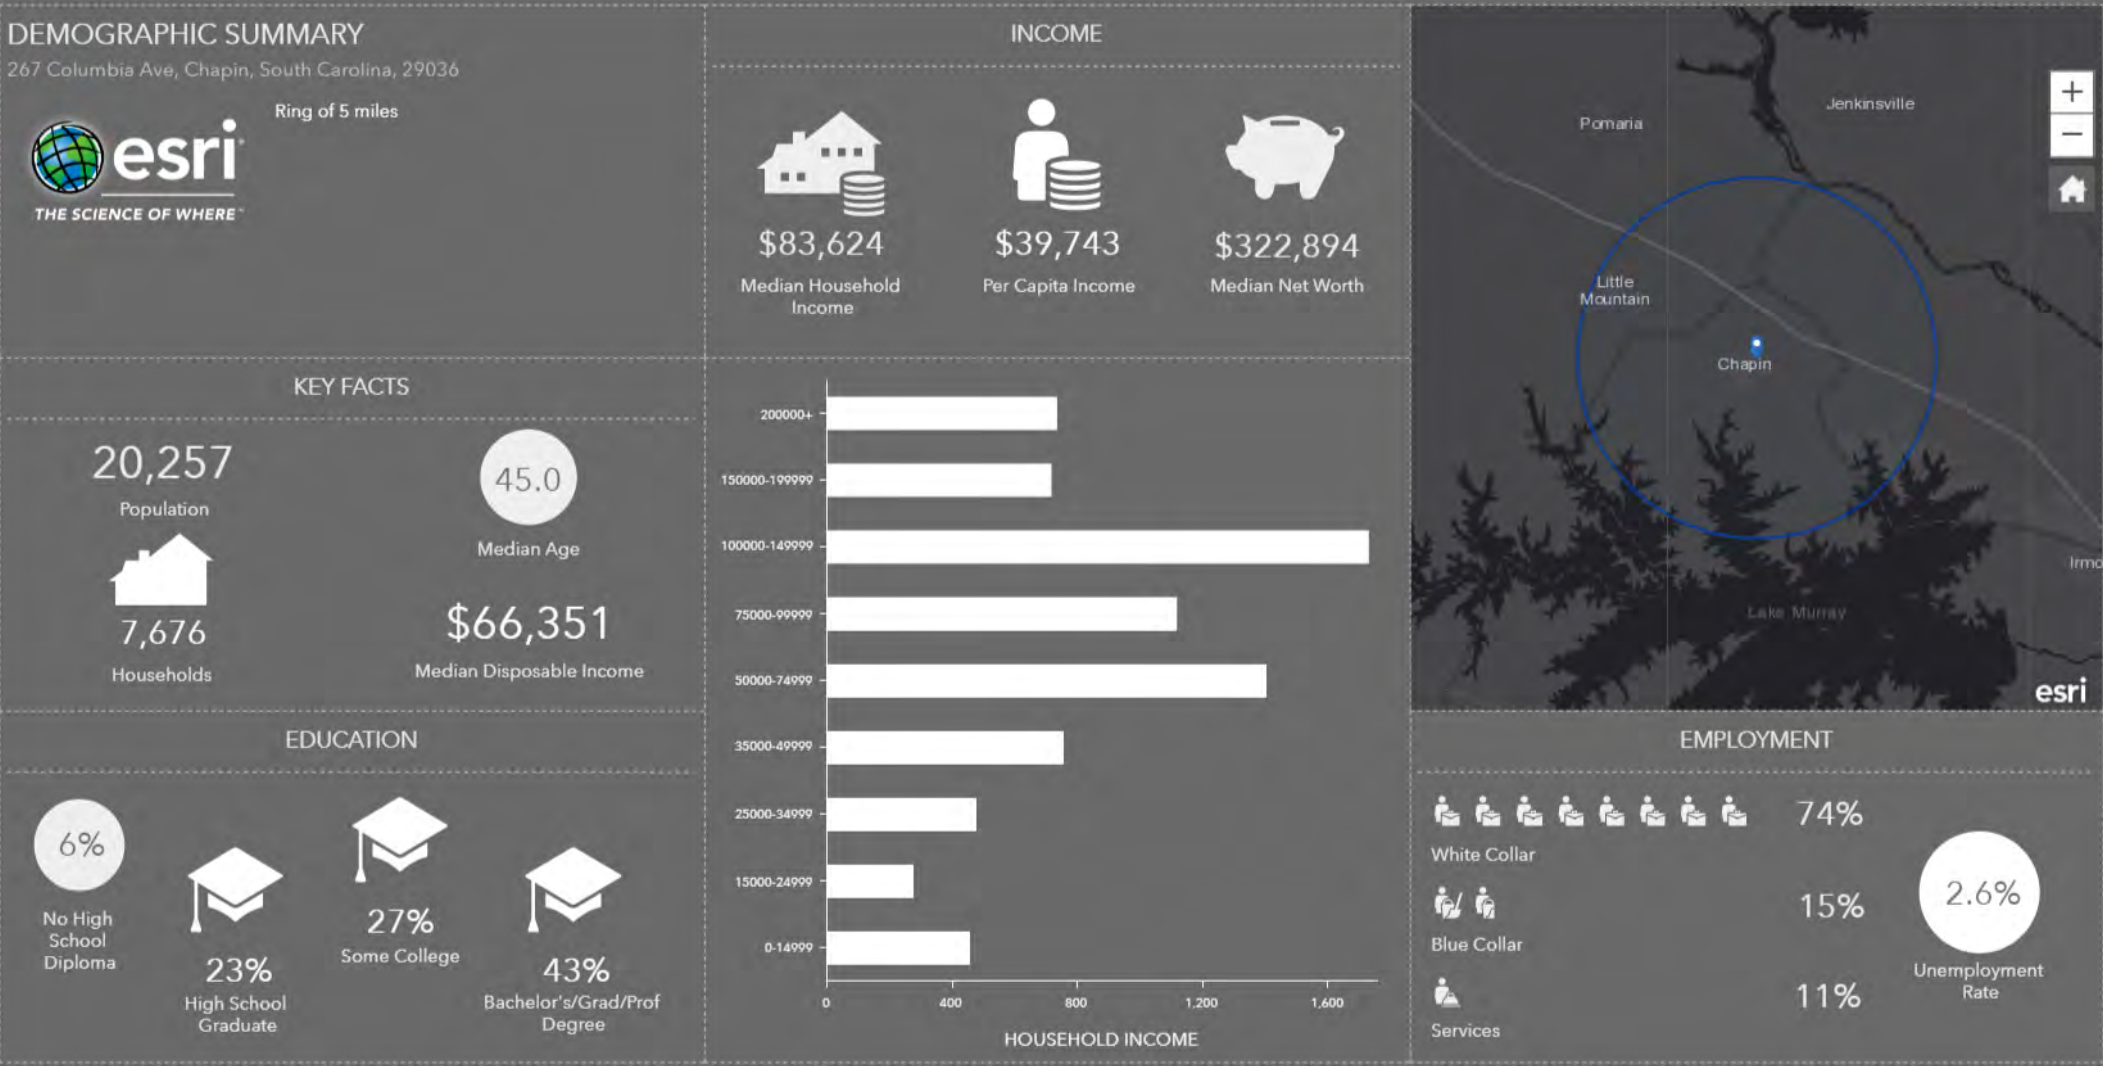 DEMOGRAPHIC SUMMARY
267 Columbia Ave, Chapin, South Carolina, 29036
Ring of 5 miles
esri
THE SCIENCE OF WHERE™
INCOME
$83,624
Median Household
Income
$39,743
Per Capita Income
$322,894
Median Net Worth
KEY FACTS
20,257
Population
45.0
Median Age
7,676
Households
$66,351
Median Disposable Income
EDUCATION
6%
No High
School
Diploma
23%
High School
Graduate
27%
Some College
43%
Bachelor's/Grad/Prof
Degree
200000+
150000-199999
100000-149999
75000-99999
50000-74999
35000-49999
25000-34999
15000-24999
0-14999
0 400 800 1,200 1,600
HOUSEHOLD INCOME
Jenkinsville
Pomaria
Little
Mountain
Chapin
Irmo
Lake Murray
esri
+
−
EMPLOYMENT
74%
White Collar
15%
Blue Collar
11%
Services
2.6%
Unemployment
Rate